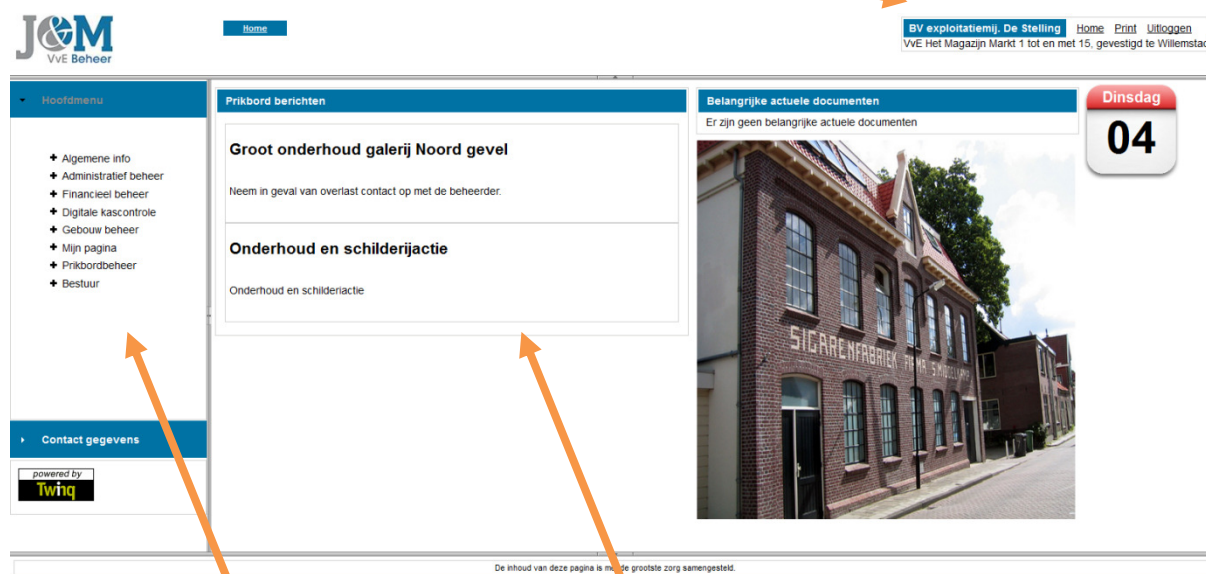 J&M
VvE Beheer
Home
BV exploitatiemij. De Stelling Home Print Uitloggen
VvE Het Magazijn Markt 1 tot en met 15, gevestigd te Willemstad
Hoofdmenu
Algemene info
Administratief beheer
Financieel beheer
Digitale kascontrole
Gebouw beheer
Mijn pagina
Prikbordbeheer
Bestuur
Contact gegevens
powered by
Twinq
Prikbord berichten
Groot onderhoud galerij Noord gevel
Neem in geval van overlast contact op met de beheerder.
Onderhoud en schilderijactie
Onderhoud en schilderiactie
Belangrijke actuele documenten
Er zijn geen belangrijke actuele documenten
SIGARENFABRIEK FIRMA
Dinsdag
04
De inhoud van deze pagina is de grootste zorg samengesteld.